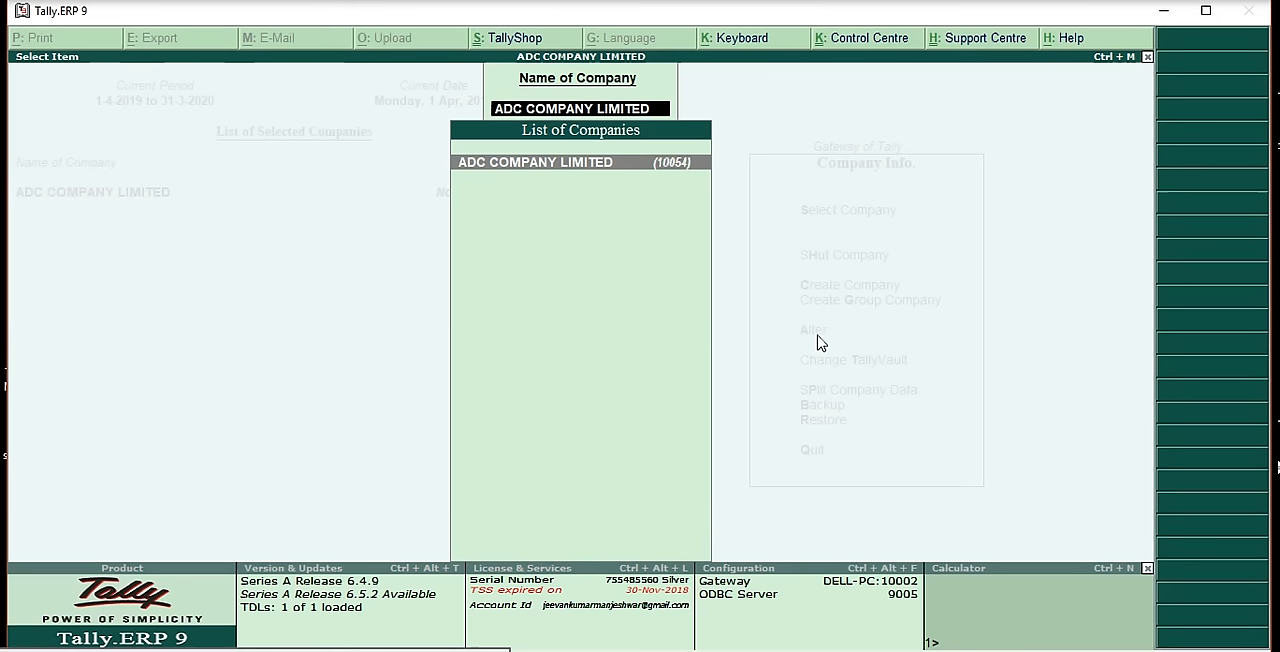 Tally.ERP 9
P: Print E: Export M: E-Mail O: Upload S: TallyShop G: Language K: Keyboard K: Control Centre H: Support Centre H: Help
Select Item ADC COMPANY LIMITED Ctrl + M
Name of Company
ADC COMPANY LIMITED
List of Companies
ADC COMPANY LIMITED (10054)
Current Period Current Date
1-4-2019 to 31-3-2020 Monday, 1 Apr, 20
List of Selected Companies
Name of Company
ADC COMPANY LIMITED
Gateway of Tally
Company Info.
Select Company
SHut Company
Create Company
Create Group Company
Alter
Change TallyVault
SPlit Company Data
Backup
Restore
Quit
Product
Tally
POWER OF SIMPLICITY
Tally.ERP 9
Version & Updates Ctrl + Alt + T
Series A Release 6.4.9
Series A Release 6.5.2 Available
TDLs: 1 of 1 loaded
License & Services Ctrl + Alt + L
Serial Number 755485560 Silver
TSS expired on 30-Nov-2018
Account Id jeevankumarmanjeshwar@gmail.com
Configuration Ctrl + Alt + F
Gateway DELL-PC:10002
ODBC Server 9005
Calculator Ctrl + N
1>